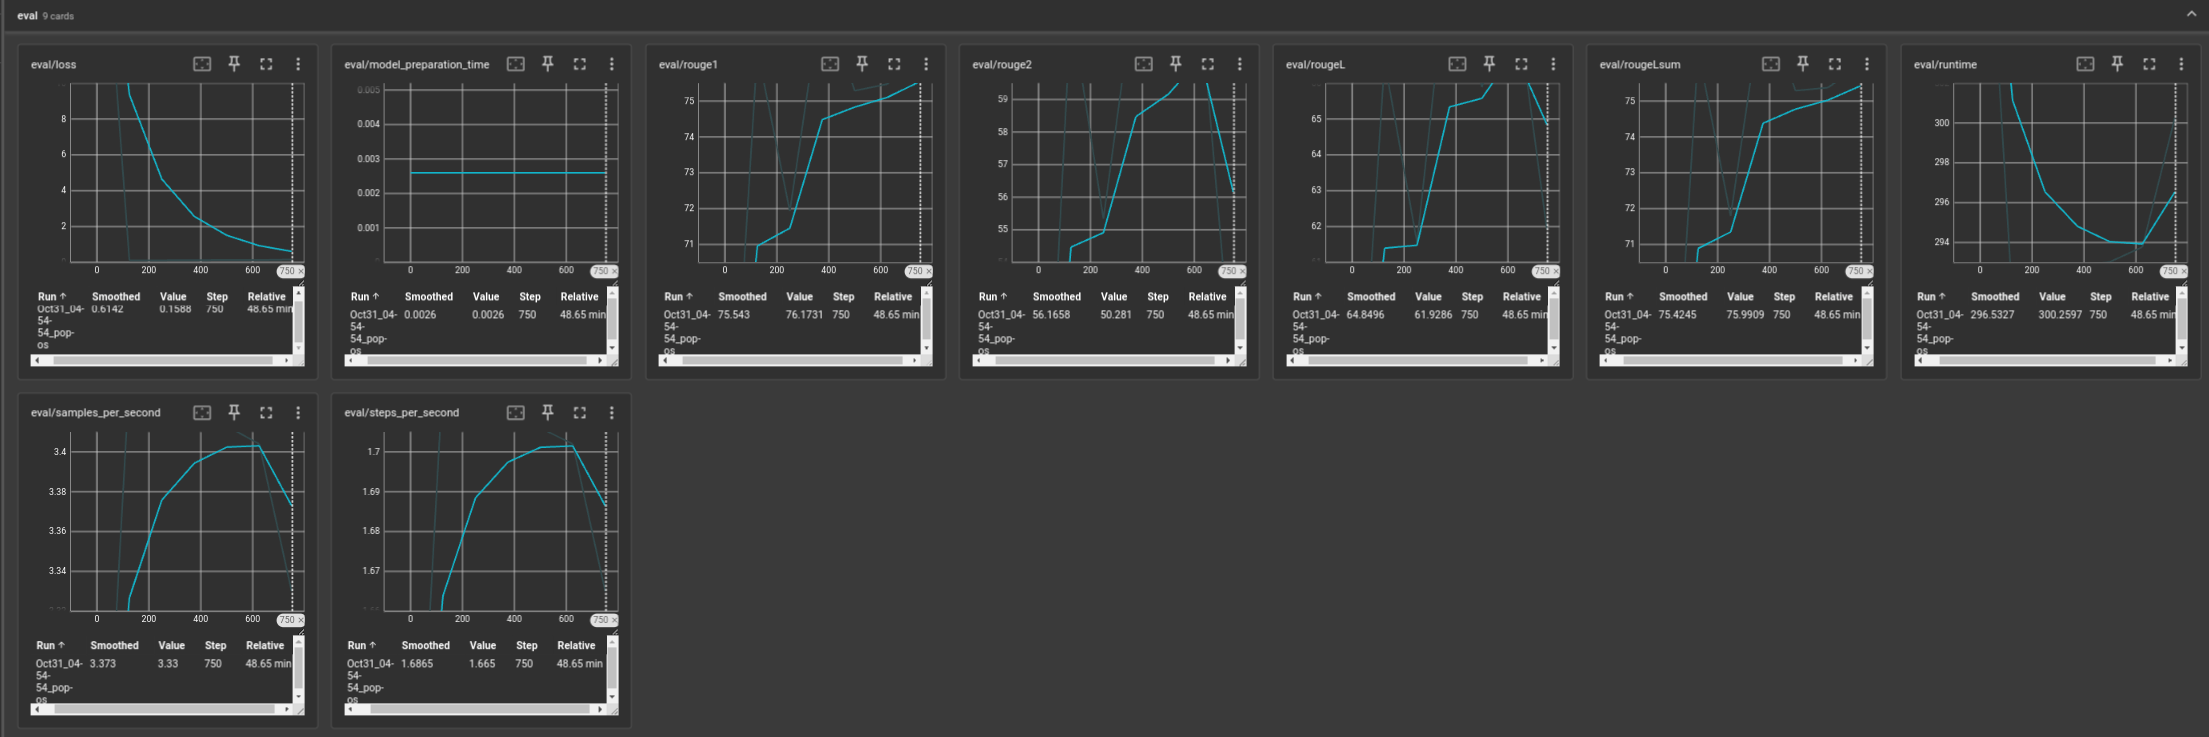 eval 9 cards
eval/loss
8
6
4
2
0 200 400 600 750 ×
Run ↑ Smoothed Value Step Relative
Oct31_04- 0.6142 0.1588 750 48.65 min
54-
54_pop-
os
eval/model_preparation_time
0.005
0.004
0.003
0.002
0.001
0 200 400 600 750 ×
Run ↑ Smoothed Value Step Relative
Oct31_04- 0.0026 0.0026 750 48.65 min
54-
54_pop-
os
eval/rouge1
75
74
73
72
71
0 200 400 600 750 ×
Run ↑ Smoothed Value Step Relative
Oct31_04- 75.543 76.1731 750 48.65 min
54-
54_pop-
os
eval/rouge2
59
58
57
56
55
0 200 400 600 750 ×
Run ↑ Smoothed Value Step Relative
Oct31_04- 56.1658 50.281 750 48.65 min
54-
54_pop-
os
eval/rougeL
65
64
63
62
0 200 400 600 750 ×
Run ↑ Smoothed Value Step Relative
Oct31_04- 64.8496 61.9286 750 48.65 min
54-
54_pop-
os
eval/rougeLsum
75
74
73
72
71
0 200 400 600 750 ×
Run ↑ Smoothed Value Step Relative
Oct31_04- 75.4245 75.9909 750 48.65 min
54-
54_pop-
os
eval/runtime
300
298
296
294
0 200 400 600 750 ×
Run ↑ Smoothed Value Step Relative
Oct31_04- 296.5327 300.2597 750 48.65 min
54-
54_pop-
os
eval/samples_per_second
3.4
3.38
3.36
3.34
0 200 400 600 750 ×
Run ↑ Smoothed Value Step Relative
Oct31_04- 3.373 3.33 750 48.65 min
54-
54_pop-
os
eval/steps_per_second
1.7
1.69
1.68
1.67
0 200 400 600 750 ×
Run ↑ Smoothed Value Step Relative
Oct31_04- 1.6865 1.665 750 48.65 min
54-
54_pop-
os